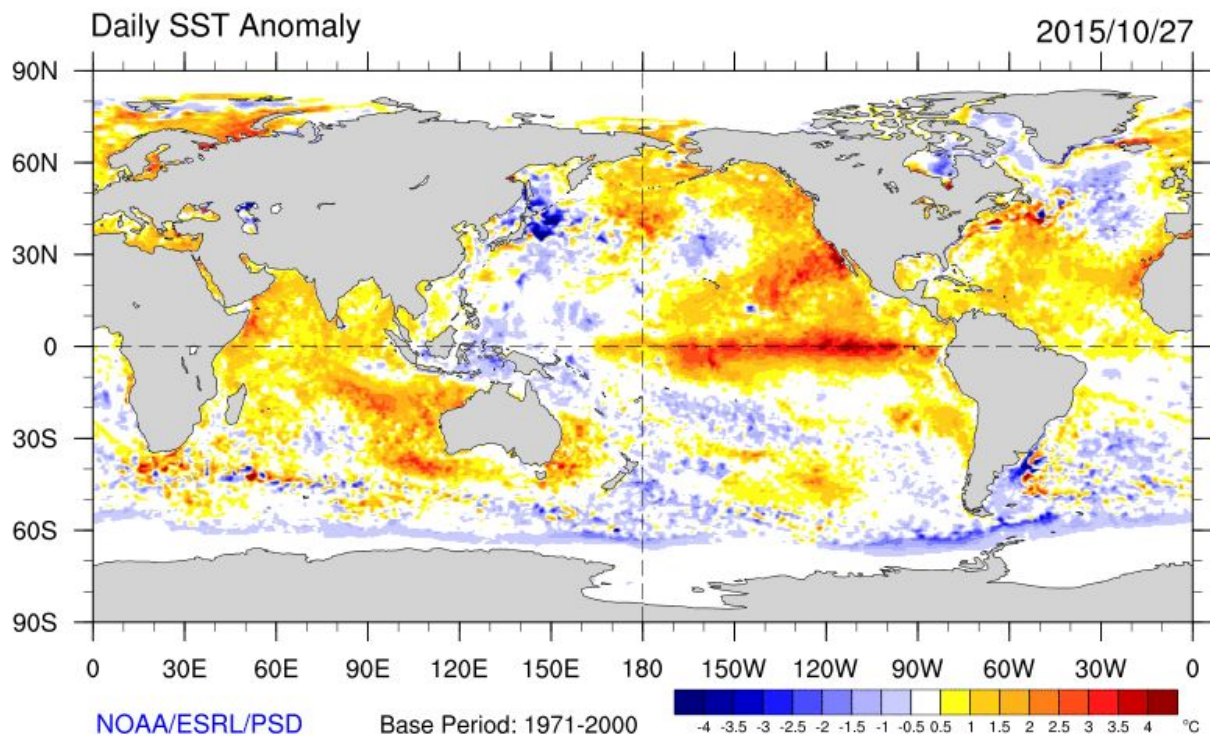 Daily SST Anomaly 2015/10/27
90N
60N
30N
0
30S
60S
90S
0 30E 60E 90E 120E 150E 180 150W 120W 90W 60W 30W 0
NOAA/ESRL/PSD Base Period: 1971-2000
-4 -3.5 -3 -2.5 -2 -1.5 -1 -0.5 0.5 1 1.5 2 2.5 3 3.5 4 °C